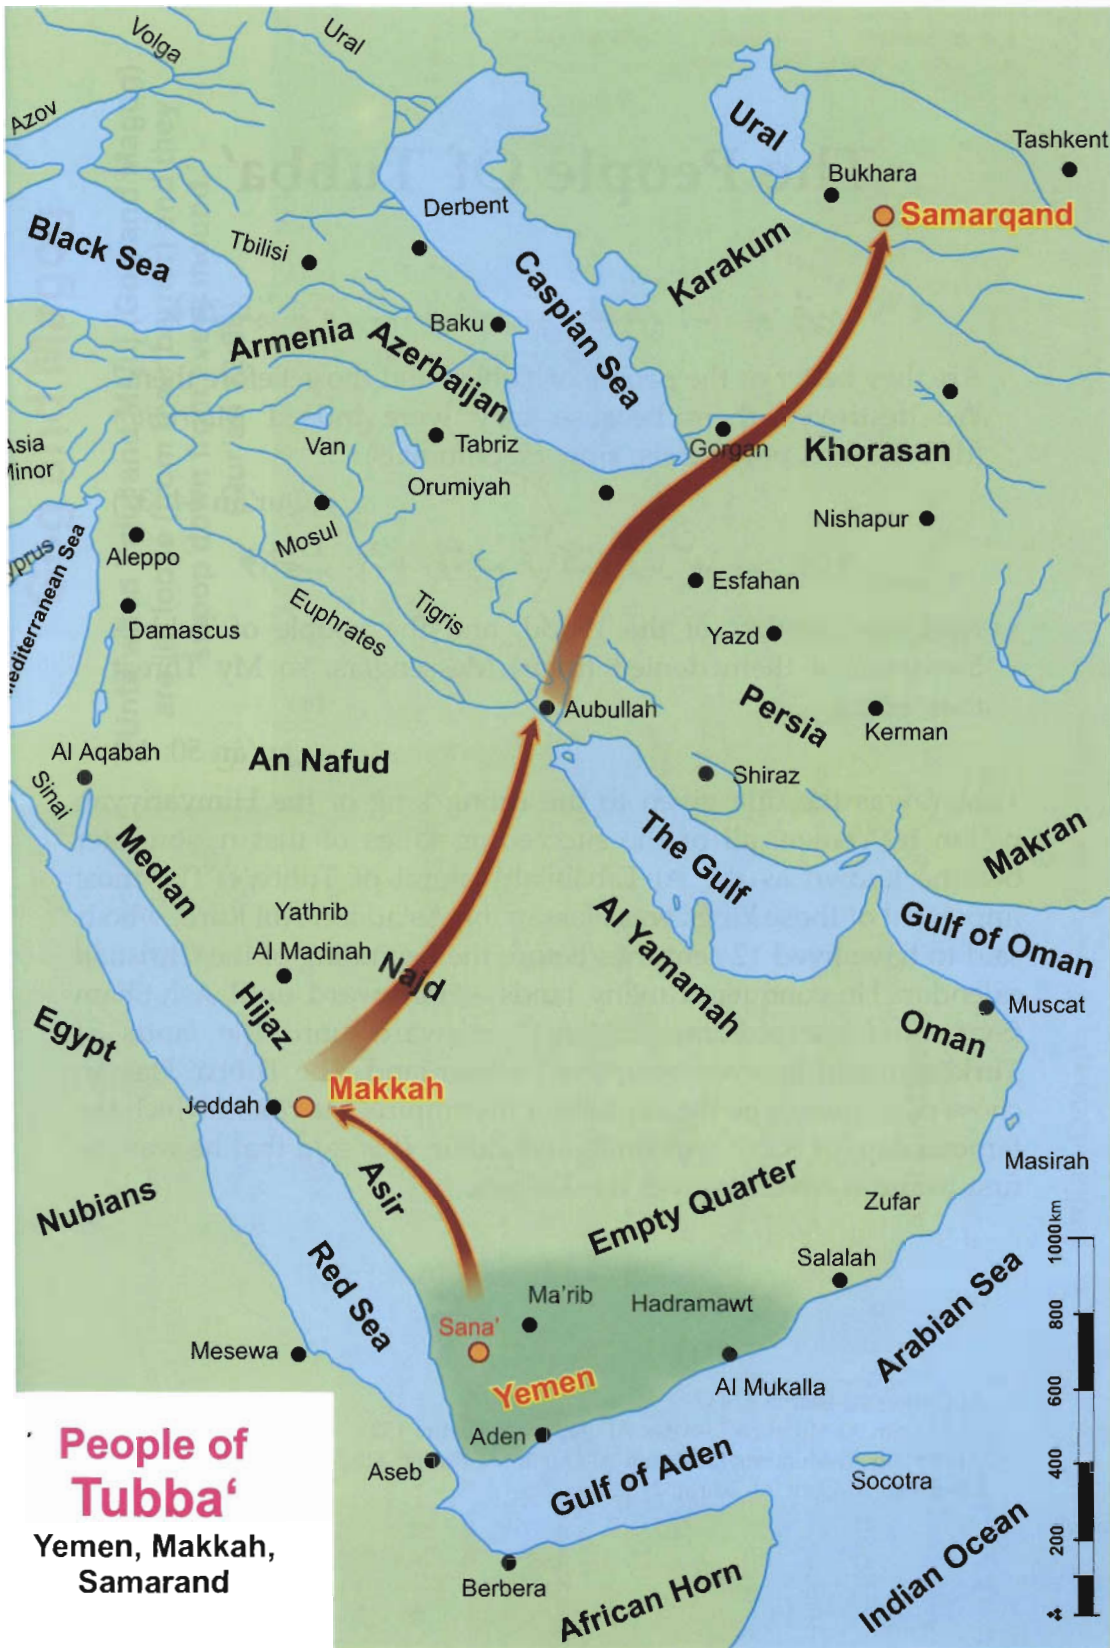 Volga
Ural
Azov
Ural
Tashkent
Bukhara
Samarqand
Derbent
Black Sea
Tbilisi
Karakum
Caspian Sea
Baku
Armenia
Azerbaijan
Asia
Minor
Van
Tabriz
Gorgan
Khorasan
Orumiyah
Nishapur
Mosul
Aleppo
yprus
Mediterranean Sea
Esfahan
Euphrates
Tigris
Damascus
Yazd
Aubullah
Persia
Kerman
Al Aqabah
An Nafud
Shiraz
Sinai
Median
The Gulf
Makran
Yathrib
Al Madinah
Najd
Al Yamamah
Gulf of Oman
Hijaz
Muscat
Egypt
Oman
Makkah
Jeddah
Asir
Masirah
Nubians
Empty Quarter
Zufar
Red Sea
Salalah
1000km
Ma'rib
Hadramawt
Arabian Sea
800
Sana'
Mesewa
Yemen
Al Mukalla
600
People of
Tubba‘
Yemen, Makkah,
Samarand
Aden
Aseb
Gulf of Aden
Socotra
400
200
Berbera
African Horn
Indian Ocean